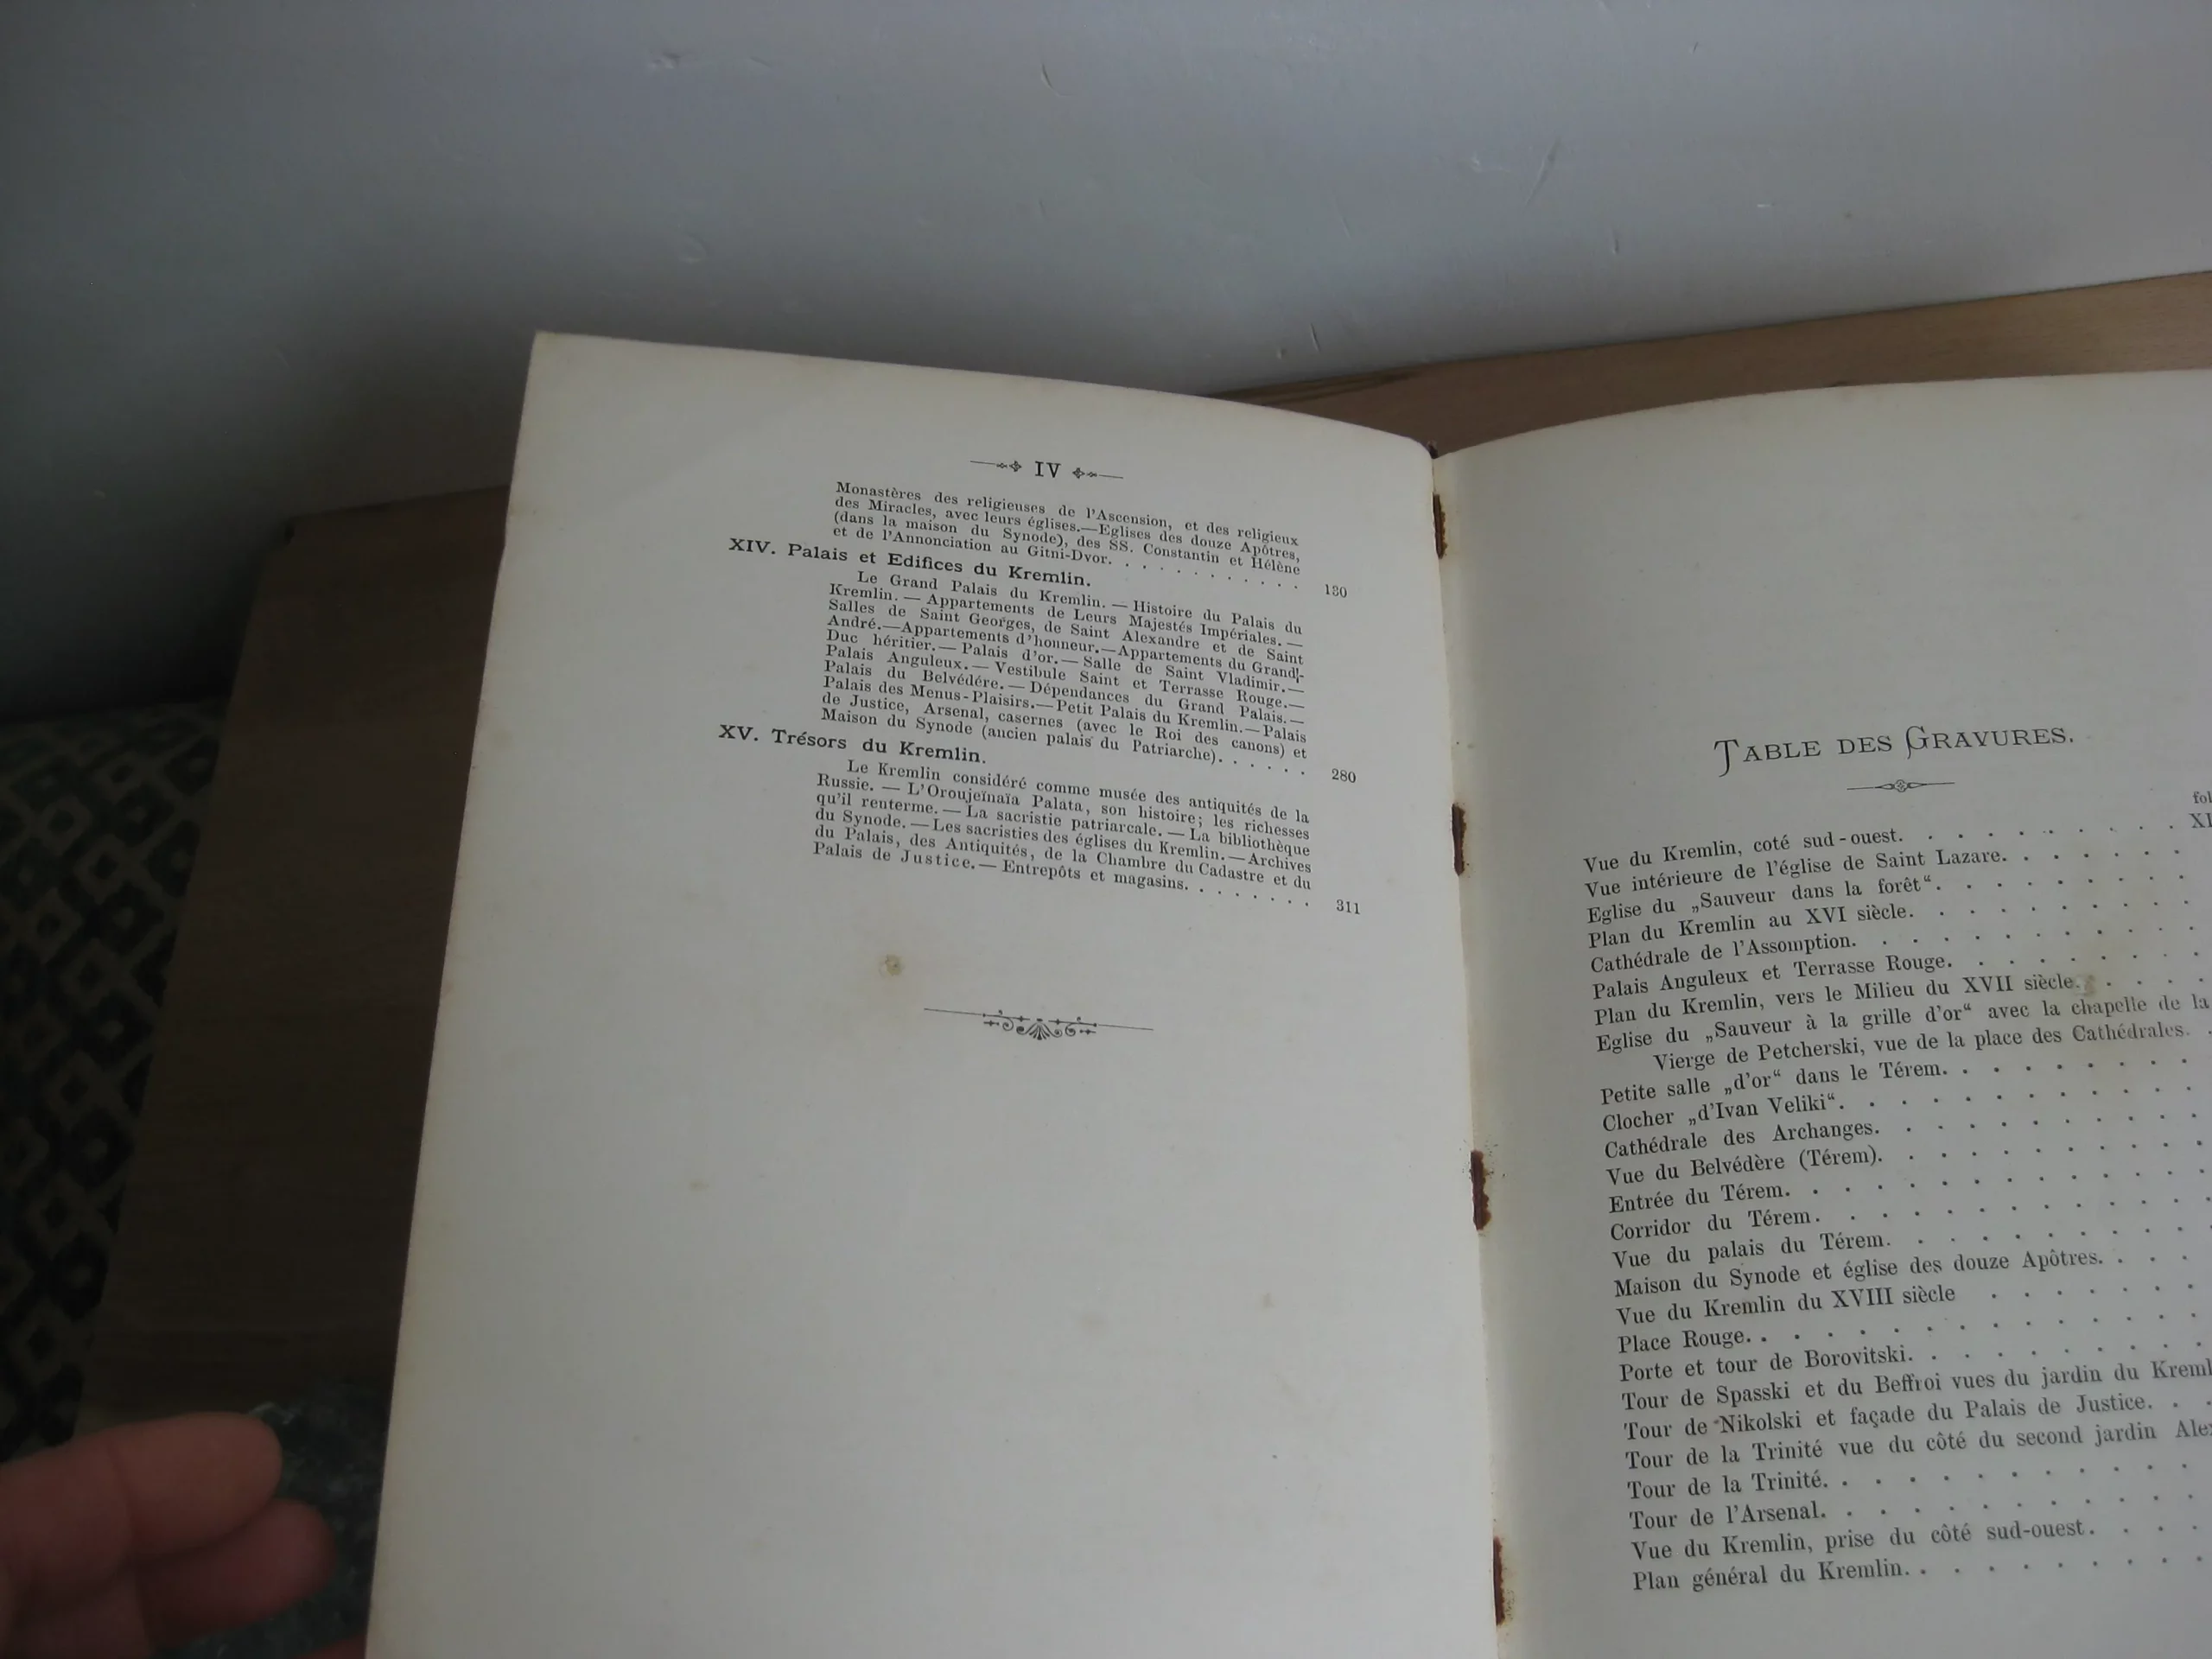 IV
Monastères des religieuses de l'Ascension, et des religieux
des Miracles, avec leurs églises.—Eglises des douze Apôtres,
(dans la maison du Synode), des SS. Constantin et Hélène
et de l'Annonciation au Gitni-Dvor. . . . . . . . . . . . 180
XIV. Palais et Edifices du Kremlin.
Le Grand Palais du Kremlin. — Histoire du Palais du
Kremlin. — Appartements de Leurs Majestés Impériales. —
Salles de Saint Georges, de Saint Alexandre et de Saint
André.—Appartements d'honneur.—Appartements du Grand-
Duc héritier.— Palais d'or.— Salle de Saint Vladimir.—
Palais Anguleux.— Vestibule Saint et Terrasse Rouge.—
Palais du Belvédére. — Dépendances du Grand Palais.—
Palais des Menus-Plaisirs.—Petit Palais du Kremlin.—Palais
de Justice, Arsenal, casernes (avec le Roi des canons) et
Maison du Synode (ancien palais du Patriarche). . . . . . 280
XV. Trésors du Kremlin.
Le Kremlin considéré comme musée des antiquités de la
Russie. — L'Oroujeïnaïa Palata, son histoire; les richesses
qu'il renterme. — La sacristie patriarcale. — La bibliothèque
du Synode. — Les sacristies des églises du Kremlin. — Archives
du Palais, des Antiquités, de la Chambre du Cadastre et du
Palais de Justice.— Entrepôts et magasins. . . . . . . . 311
TABLE DES GRAVURES.
Vue du Kremlin, coté sud-ouest. . . . . . . . . .
Vue intérieure de l'église de Saint Lazare. . . . . . .
Eglise du „Sauveur dans la forêt“. . . . . . . . .
Plan du Kremlin au XVI siècle. . . . . . . . . .
Cathédrale de l'Assomption. . . . . . . . . . . .
Palais Anguleux et Terrasse Rouge. . . . . . . . .
Plan du Kremlin, vers le Milieu du XVII siècle. . . . .
Eglise du „Sauveur à la grille d'or“ avec la chapelle de la
Vierge de Petcherski, vue de la place des Cathédrales. .
Petite salle „d'or“ dans le Térem. . . . . . . . .
Clocher „d'Ivan Veliki“. . . . . . . . . . . . .
Cathédrale des Archanges. . . . . . . . . . . .
Vue du Belvédère (Térem). . . . . . . . . . . .
Entrée du Térem. . . . . . . . . . . . . . .
Corridor du Térem. . . . . . . . . . . . . .
Vue du palais du Térem. . . . . . . . . . . .
Maison du Synode et église des douze Apôtres. . . .
Vue du Kremlin du XVIII siècle . . . . . . . .
Place Rouge. . . . . . . . . . . . . . . .
Porte et tour de Borovitski. . . . . . . . . . .
Tour de Spasski et du Beffroi vues du jardin du
Tour de Nikolski et façade du Palais de Justice. . .
Tour de la Trinité vue du côté du second jardin
Tour de la Trinité. . . . . . . . . . . . . .
Tour de l'Arsenal. . . . . . . . . . . . . .
Vue du Kremlin, prise du côté sud-ouest. . . . .
Plan général du Kremlin. . . . . . . . . . .